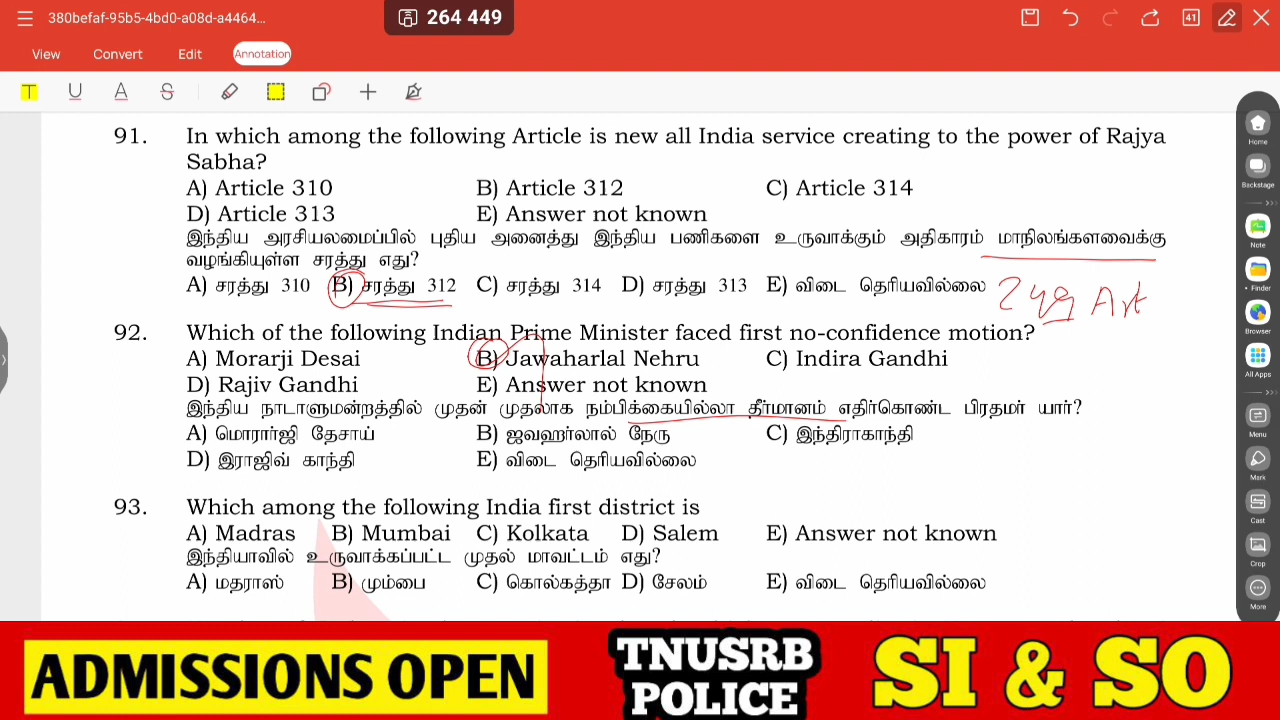 380befaf-95b5-4bd0-a08d-a4464...
264 449
41
View Convert Edit Annotation
T U A S
91. In which among the following Article is new all India service creating to the power of Rajya
Sabha?
A) Article 310 B) Article 312 C) Article 314
D) Article 313 E) Answer not known
இந்திய அரசியலமைப்பில் புதிய அனைத்து இந்திய பணிகளை உருவாக்கும் அதிகாரம் மாநிலங்களவைக்கு
வழங்கியுள்ள சரத்து எது?
A) சரத்து 310 B) சரத்து 312 C) சரத்து 314 D) சரத்து 313 E) விடை தெரியவில்லை
249 Art
92. Which of the following Indian Prime Minister faced first no-confidence motion?
A) Morarji Desai B) Jawaharlal Nehru C) Indira Gandhi
D) Rajiv Gandhi E) Answer not known
இந்திய நாடாளுமன்றத்தில் முதன் முதலாக நம்பிக்கையில்லா தீர்மானம் எதிர்கொண்ட பிரதமர் யார்?
A) மொரார்ஜி தேசாய் B) ஜவஹர்லால் நேரு C) இந்திராகாந்தி
D) இராஜிவ் காந்தி E) விடை தெரியவில்லை
93. Which among the following India first district is
A) Madras B) Mumbai C) Kolkata D) Salem E) Answer not known
இந்தியாவில் உருவாக்கப்பட்ட முதல் மாவட்டம் எது?
A) மதராஸ் B) மும்பை C) கொல்கத்தா D) சேலம் E) விடை தெரியவில்லை
Home
Backstage
Note
Finder
Browser
All Apps
Menu
Mark
Cast
Crop
More
ADMISSIONS OPEN
TNUSRB
POLICE
SI & SO